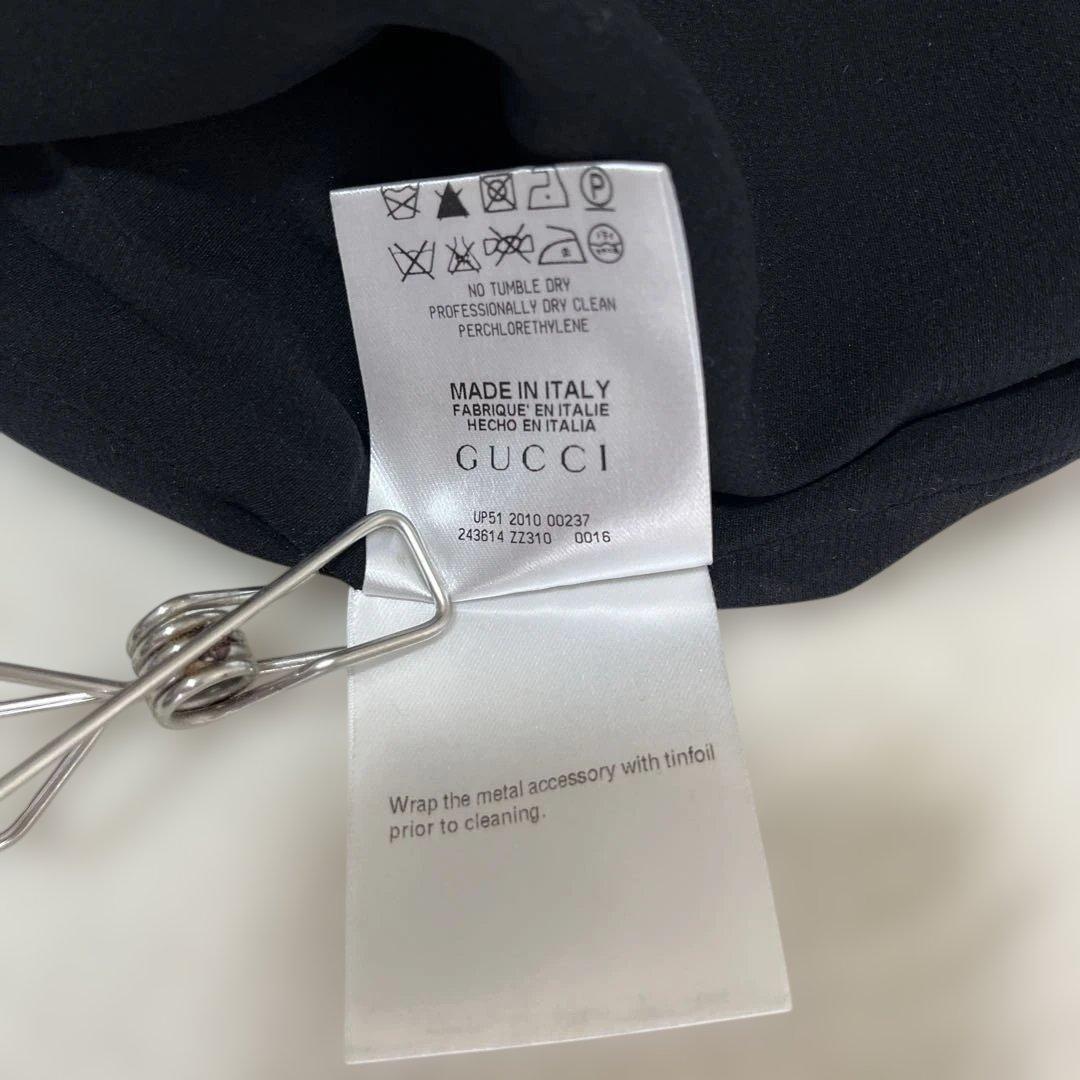 P
NO TUMBLE DRY
PROFESSIONALLY DRY CLEAN
PERCHLORETHYLENE
MADE IN ITALY
FABRIQUE' EN ITALIE
HECHO EN ITALIA
GUCCI
UP51 2010 00237
243614 ZZ310 0016
Wrap the metal accessory with tinfoil
prior to cleaning.